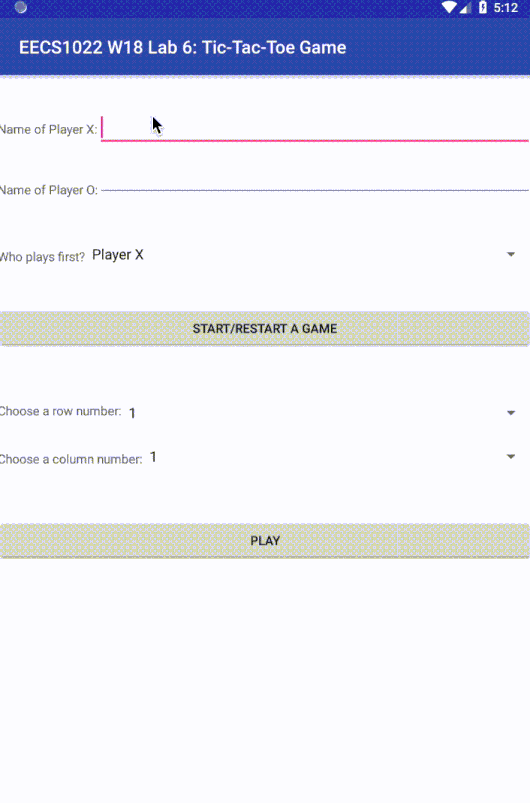 5:12
EECS1022 W18 Lab 6: Tic-Tac-Toe Game
Name of Player X:
Name of Player O:
Who plays first? Player X
START/RESTART A GAME
Choose a row number: 1
Choose a column number: 1
PLAY